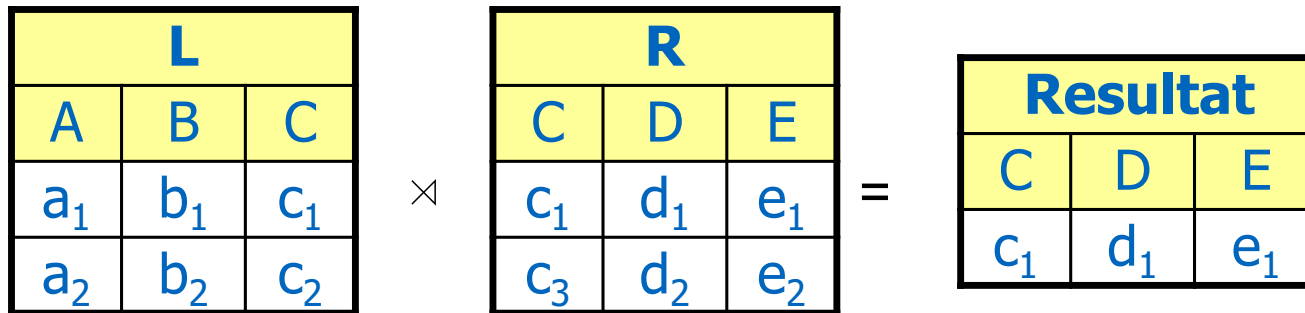 L
A B C
a₁ b₁ c₁
a₂ b₂ c₂
⋊
R
C D E
c₁ d₁ e₁
c₃ d₂ e₂
=
Resultat
C D E
c₁ d₁ e₁